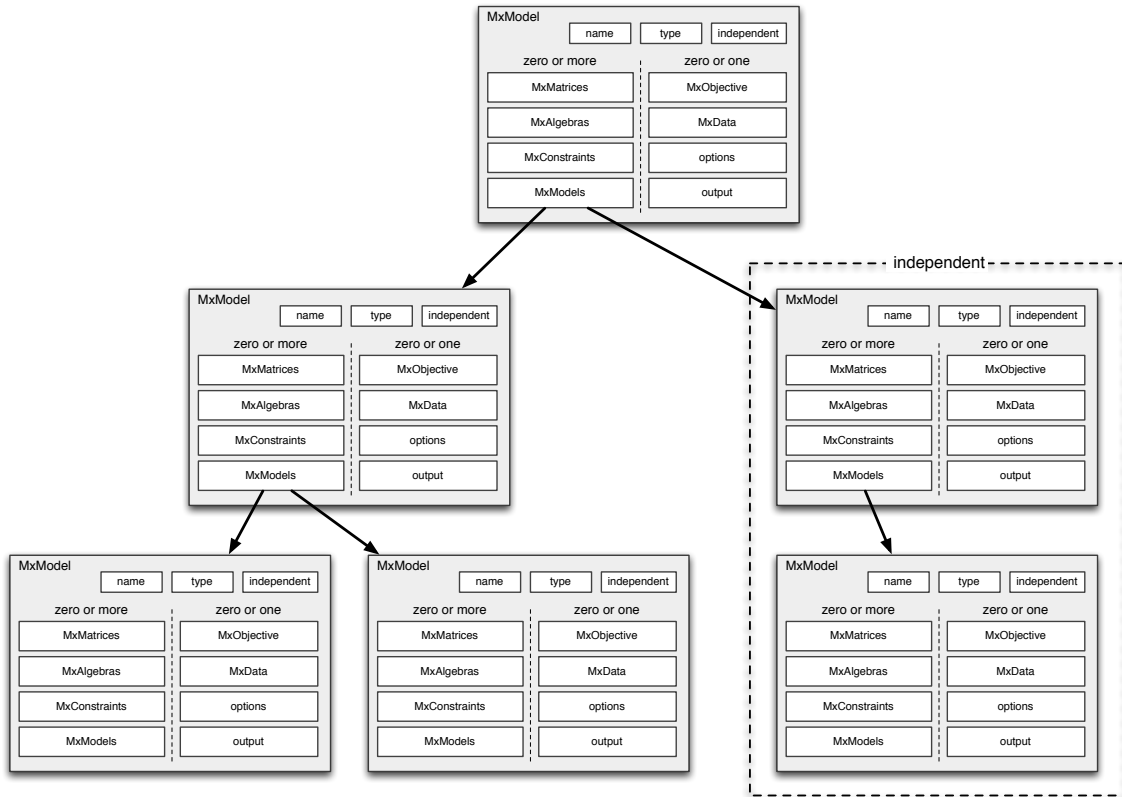 MxModel
name type independent
zero or more zero or one
MxMatrices MxObjective
MxAlgebras MxData
MxConstraints options
MxModels output
MxModel
name type independent
zero or more zero or one
MxMatrices MxObjective
MxAlgebras MxData
MxConstraints options
MxModels output
independent
MxModel
name type independent
zero or more zero or one
MxMatrices MxObjective
MxAlgebras MxData
MxConstraints options
MxModels output
MxModel
name type independent
zero or more zero or one
MxMatrices MxObjective
MxAlgebras MxData
MxConstraints options
MxModels output
MxModel
name type independent
zero or more zero or one
MxMatrices MxObjective
MxAlgebras MxData
MxConstraints options
MxModels output
MxModel
name type independent
zero or more zero or one
MxMatrices MxObjective
MxAlgebras MxData
MxConstraints options
MxModels output